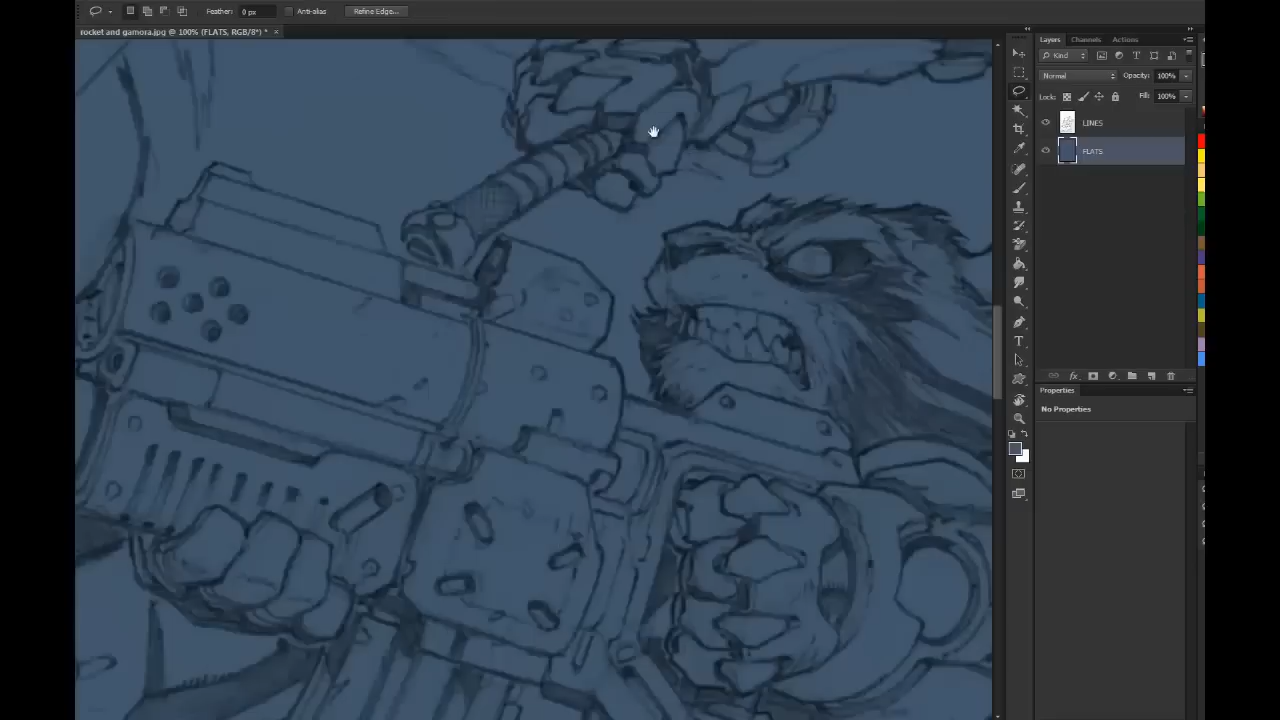 Feather: 0 px Anti-alias Refine Edge...
rocket and gamora.jpg @ 100% (FLATS, RGB/8*) * ×
Layers Channels Actions
Kind
Normal Opacity: 100%
Lock: Fill: 100%
LINES
FLATS
fx
Properties
No Properties
T